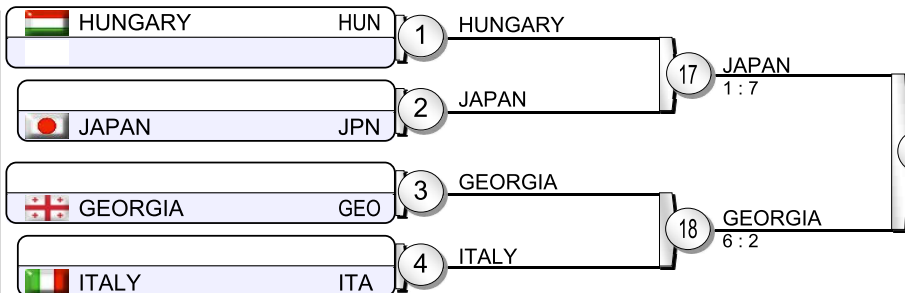 HUNGARY HUN
1
HUNGARY
17
JAPAN
1 : 7
JAPAN JPN
2
JAPAN
GEORGIA GEO
3
GEORGIA
18
GEORGIA
6 : 2
ITALY ITA
4
ITALY